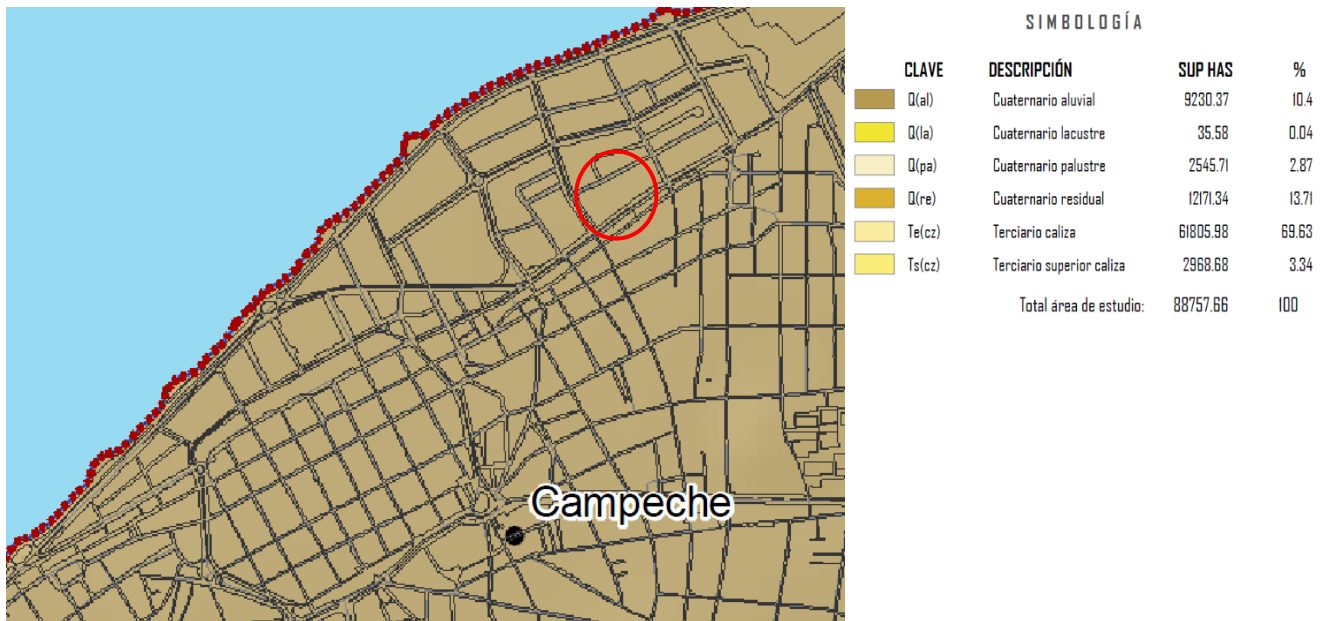 Campeche
SIMBOLOGÍA
CLAVE DESCRIPCIÓN SUP HAS %
Q(al) Cuaternario aluvial 9230.37 10.4
Q(la) Cuaternario lacustre 35.58 0.04
Q(pa) Cuaternario palustre 2545.71 2.87
Q(re) Cuaternario residual 12171.34 13.71
Te(cz) Terciario caliza 61805.98 69.63
Ts(cz) Terciario superior caliza 2968.68 3.34
Total área de estudio: 88757.66 100